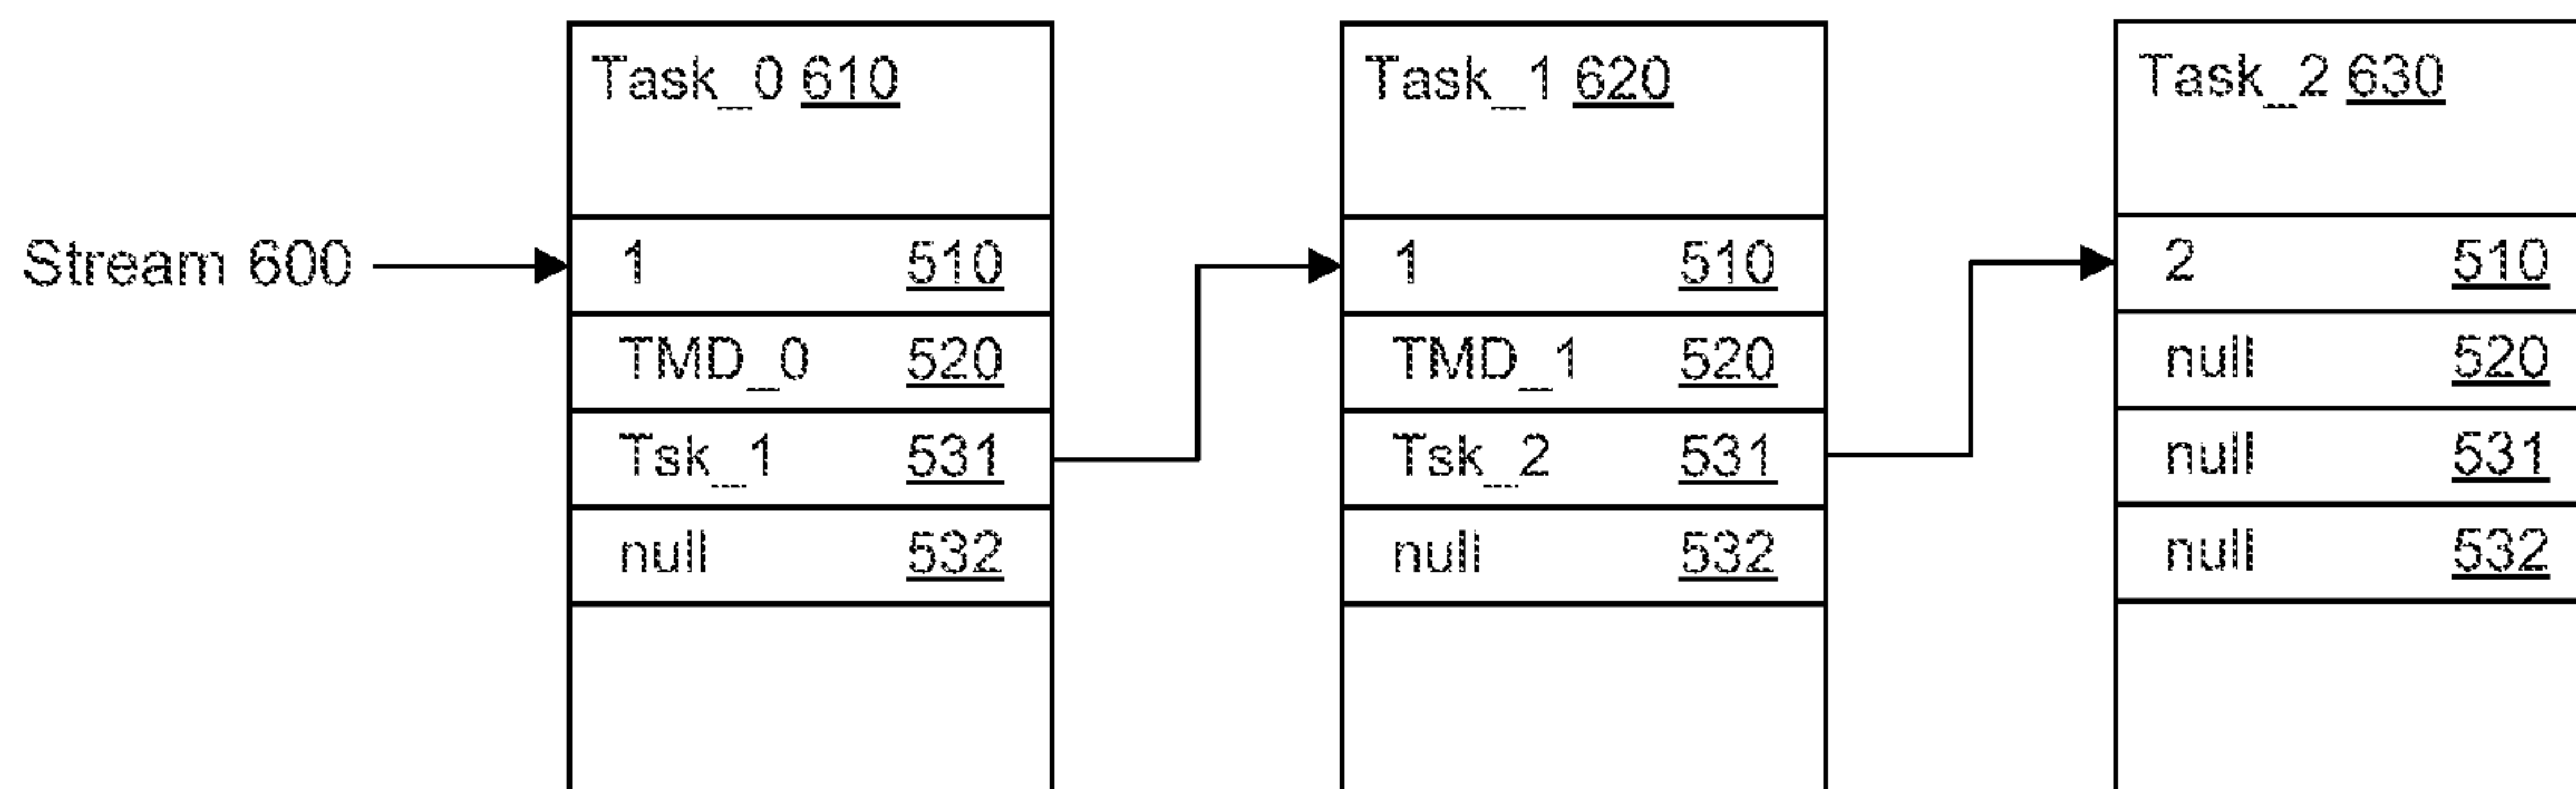 Task_0 610
Task_1 620
Task_2 630
Stream 600
1 510
1 510
2 510
TMD_0 520
TMD_1 520
null 520
Tsk_1 531
Tsk_2 531
null 531
null 532
null 532
null 532